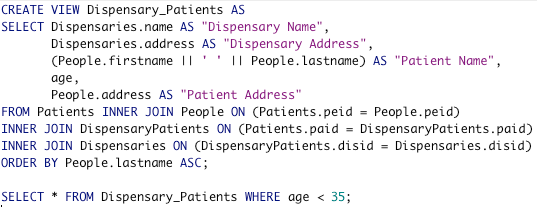 CREATE VIEW Dispensary_Patients AS
SELECT Dispensaries.name AS "Dispensary Name",
       Dispensaries.address AS "Dispensary Address",
       (People.firstname || ' ' || People.lastname) AS "Patient Name",
       age,
       People.address AS "Patient Address"
FROM Patients INNER JOIN People ON (Patients.peid = People.peid)
INNER JOIN DispensaryPatients ON (Patients.paid = DispensaryPatients.paid)
INNER JOIN Dispensaries ON (DispensaryPatients.disid = Dispensaries.disid)
ORDER BY People.lastname ASC;

SELECT * FROM Dispensary_Patients WHERE age < 35;